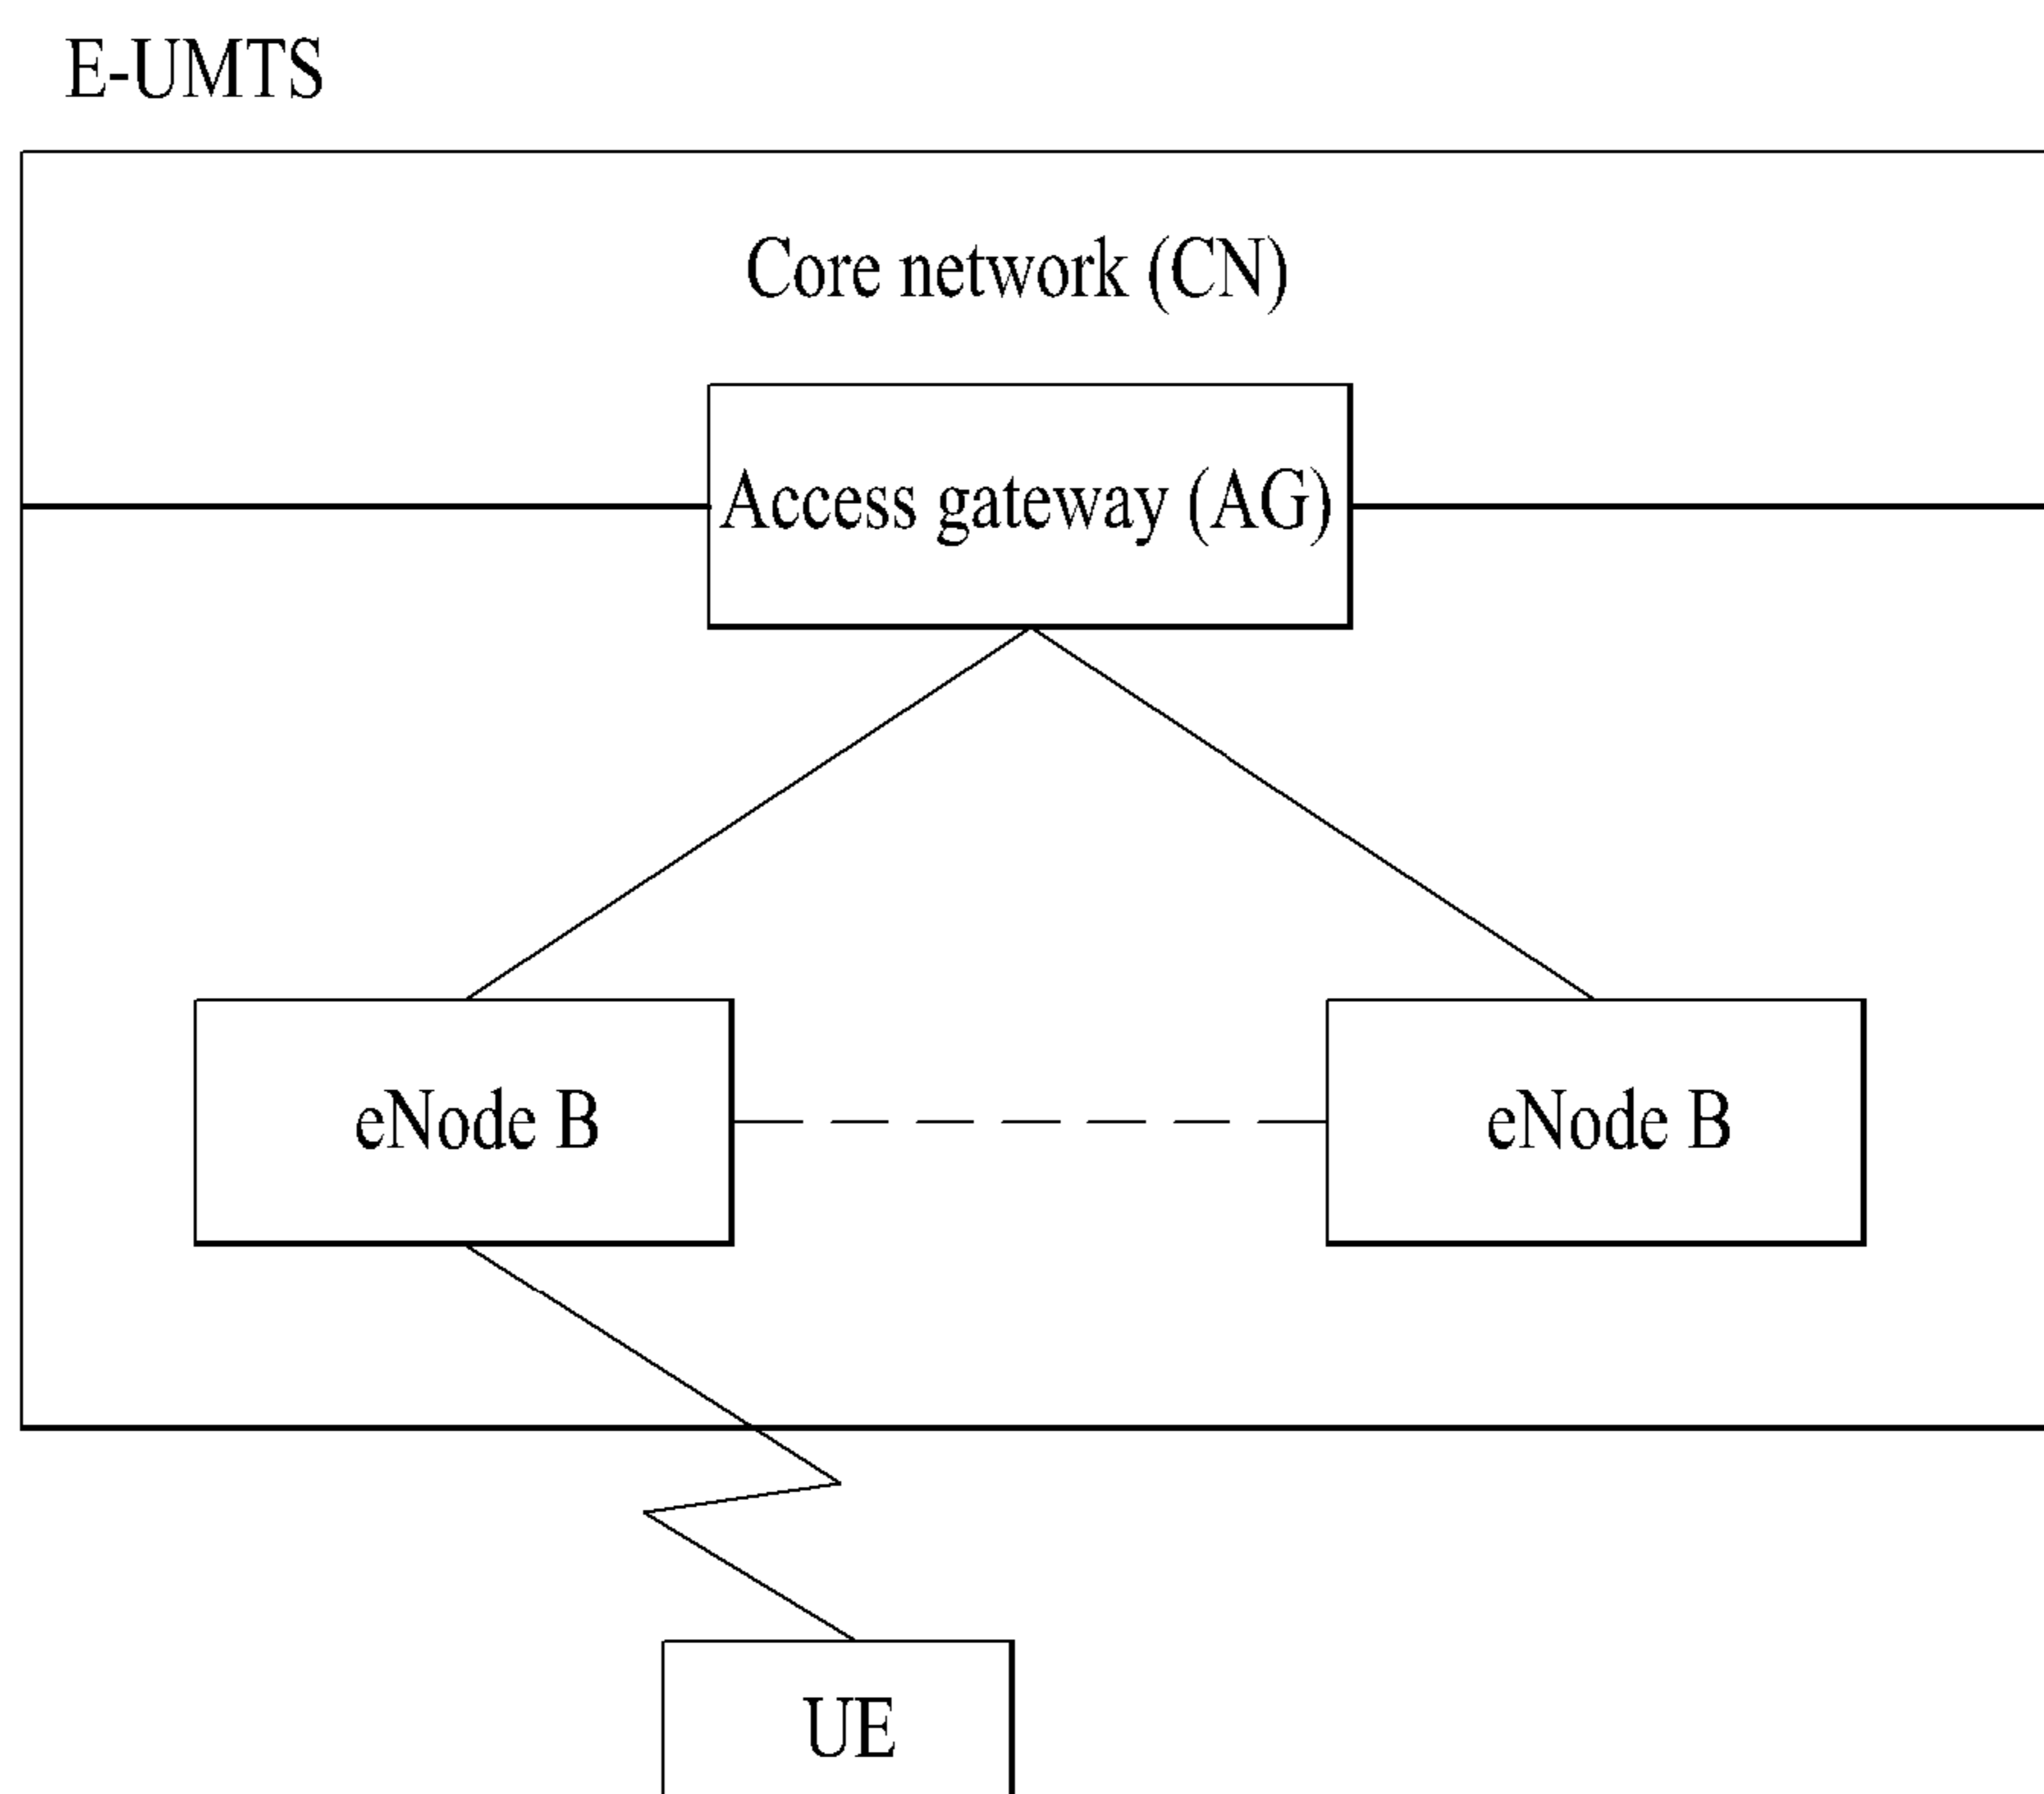 E-UMTS
Core network (CN)
Access gateway (AG)
eNode B
eNode B
UE